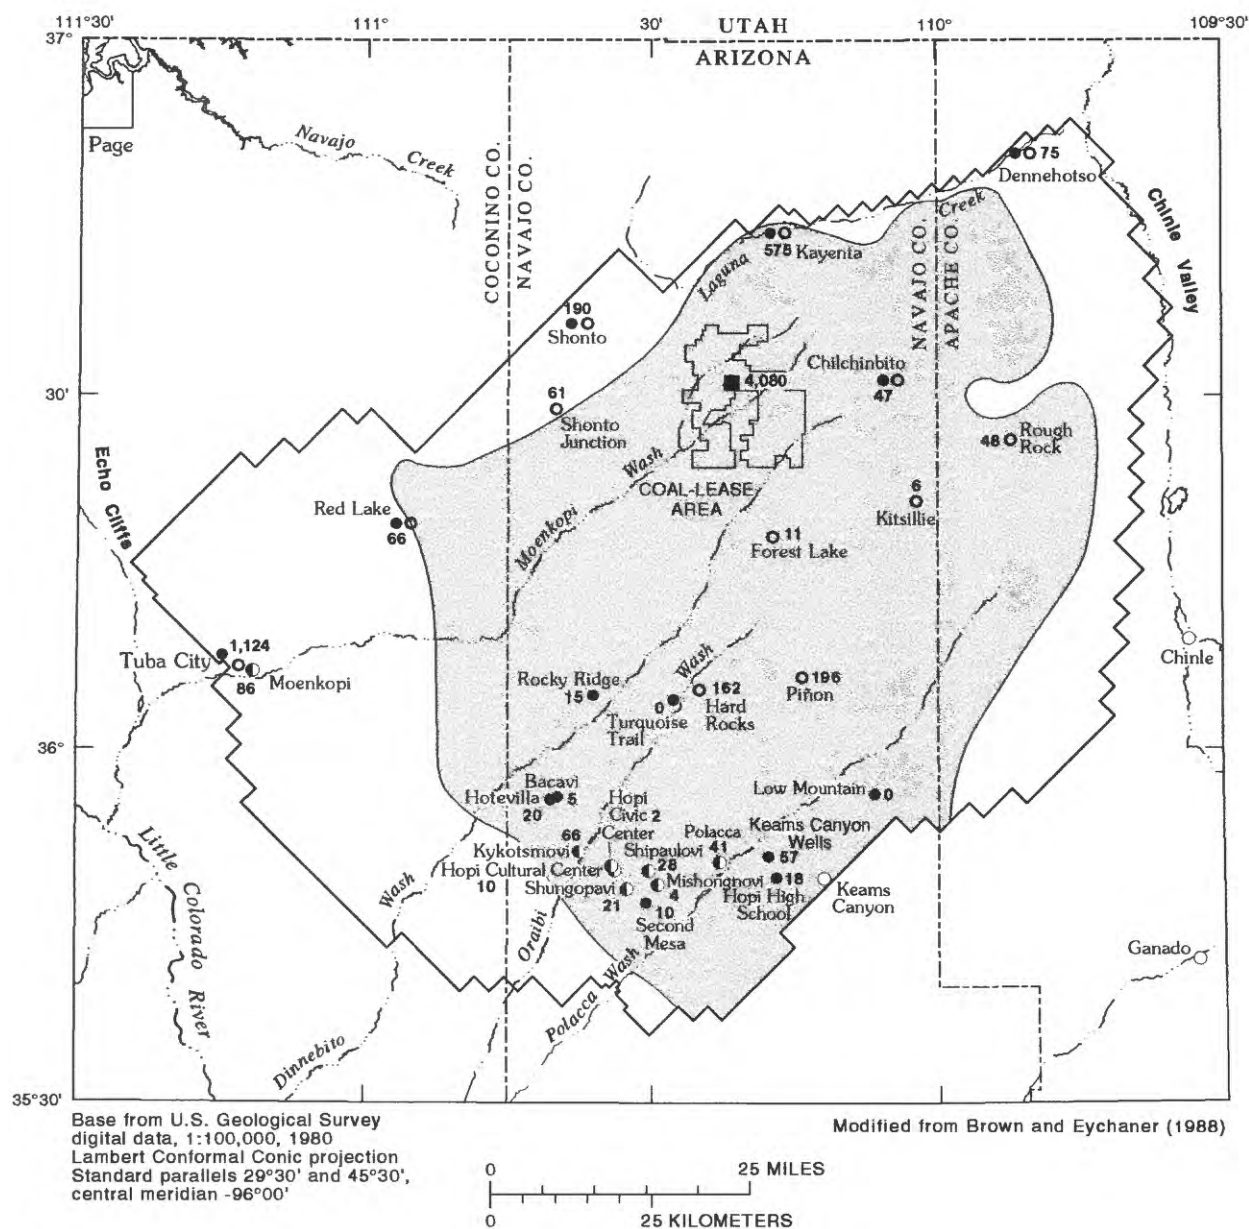 111°30'
111°
30'
110°
109°30'
37°
UTAH
ARIZONA
Page
Navajo
Creek
COCONINO CO.
NAVAJO CO.
75
Dennehotso
Creek
Chinle Valley
575
Kayenta
Laguna
NAVAJO CO.
APACHE CO.
190
Shonto
Chilchinbito
4,080
47
30'
61
Shonto
Junction
48
Rough
Rock
Echo Cliffs
Wash
COAL-LEASE
AREA
6
Kitsillie
Red Lake
66
Moenkopi
11
Forest Lake
1,124
Tuba City
86
Moenkopi
Chinle
Wash
Rocky Ridge
15
162
Hard
Rocks
196
Piñon
0
Turquoise
Trail
36°
Bacavi
Hotevilla
5
20
Hopi
Civic 2
Center
Low Mountain
0
66
Kykotsmovi
Polacca
41
Keams Canyon
Wells
57
Shipaulovi
28
Hopi Cultural Center
10
Mishongnovi
4
18
Hopi High
School
Keams
Canyon
Shungopavi
21
10
Second
Mesa
Little Colorado River
Wash
Dinnebito
Oraibi
Polacca Wash
Ganado
35°30'
Base from U.S. Geological Survey
digital data, 1:100,000, 1980
Lambert Conformal Conic projection
Standard parallels 29°30' and 45°30',
central meridian -96°00'
Modified from Brown and Eychaner (1988)
0 25 MILES
0 25 KILOMETERS